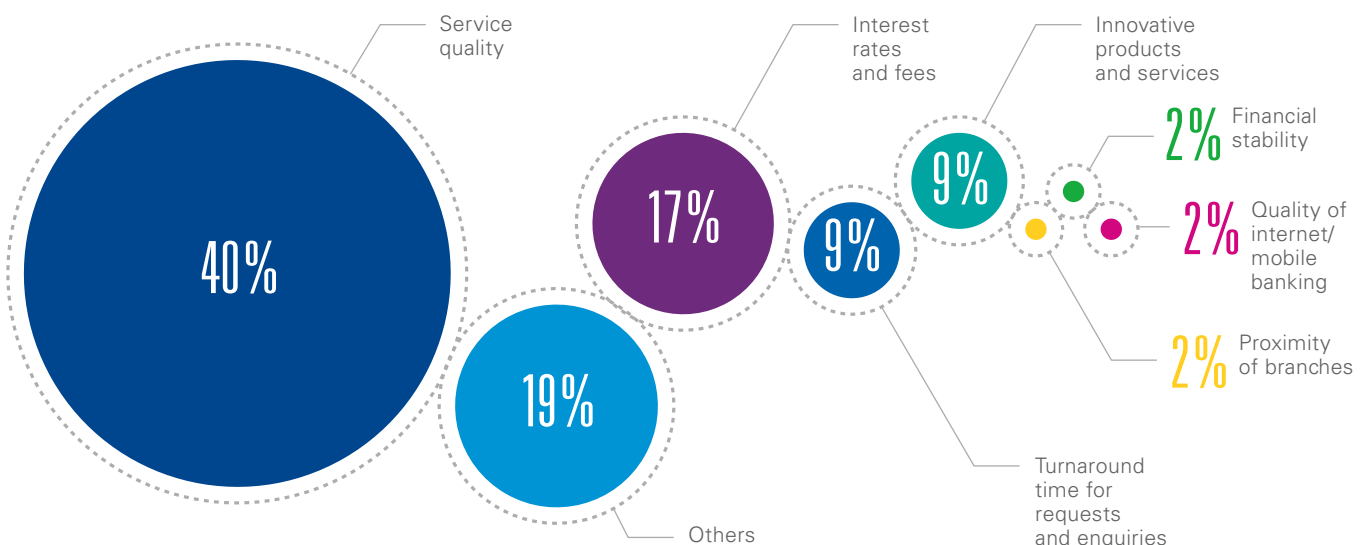 Service
quality
40%
Others
19%
Interest
rates
and fees
17%
Turnaround
time for
requests
and enquiries
9%
Innovative
products
and services
9%
2%
Financial
stability
2%
Quality of
internet/
mobile
banking
2%
Proximity
of branches